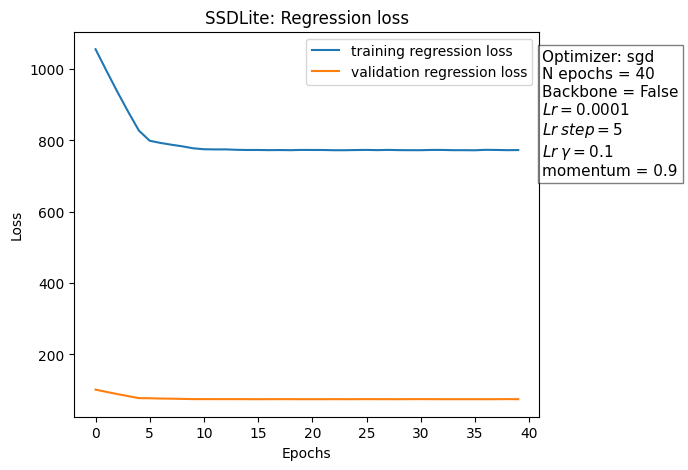 SSDLite: Regression loss
training regression loss
validation regression loss
Optimizer: sgd
N epochs = 40
Backbone = False
Lr = 0.0001
Lr step = 5
Lr γ = 0.1
momentum = 0.9
Loss
1000
800
600
400
200
0 5 10 15 20 25 30 35 40
Epochs